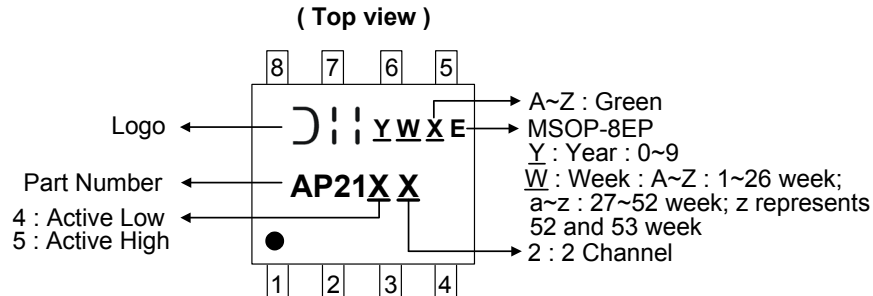 ( Top view )
8 7 6 5
Logo
Y W X E
A~Z : Green
MSOP-8EP
Y : Year : 0~9
W : Week : A~Z : 1~26 week;
a~z : 27~52 week; z represents
52 and 53 week
Part Number
AP21X X
4 : Active Low
5 : Active High
2 : 2 Channel
1 2 3 4